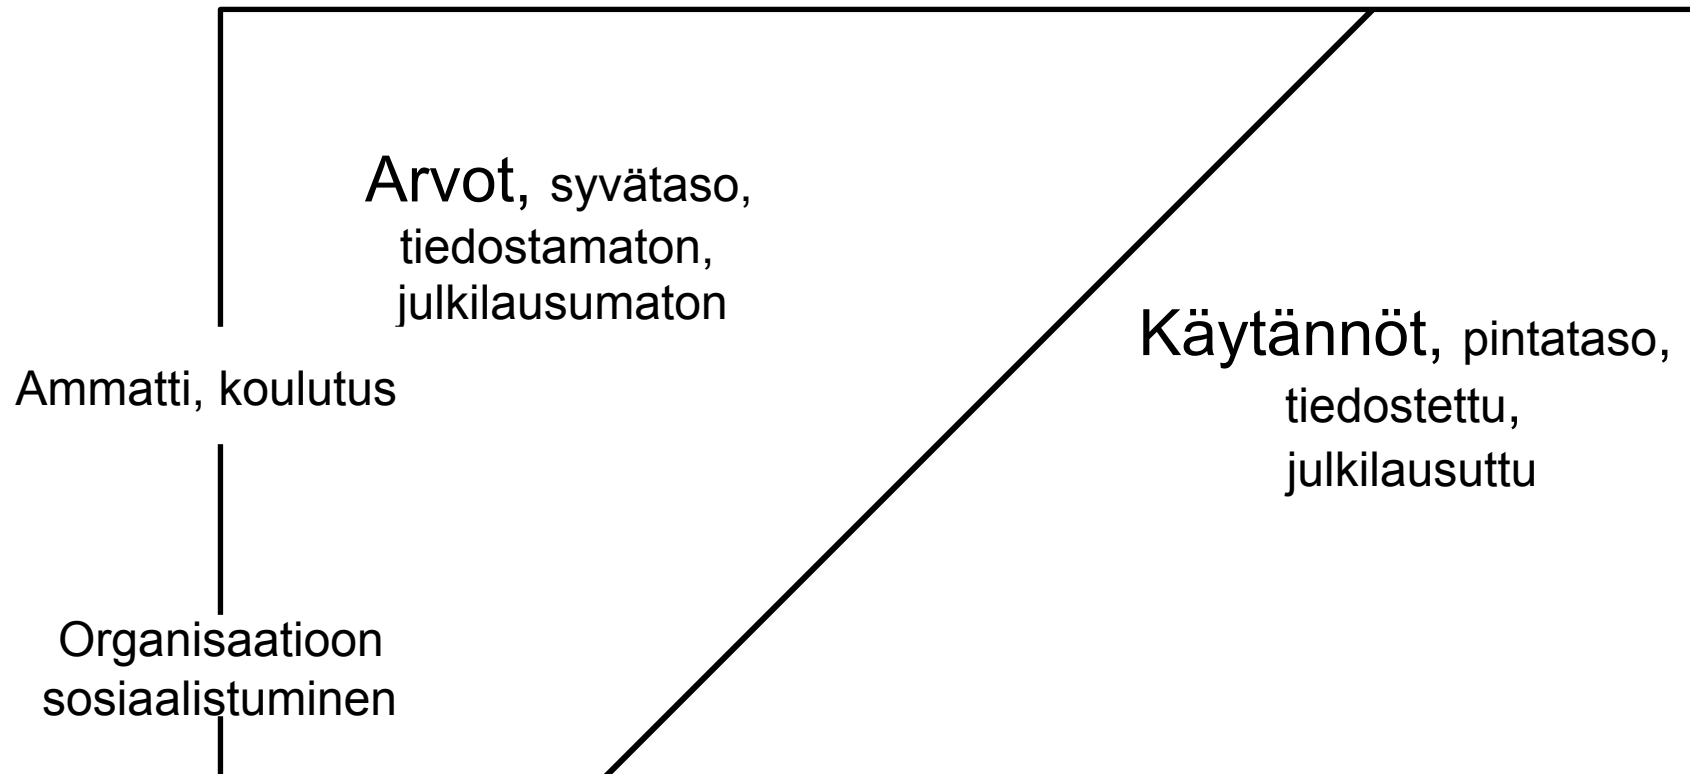 Arvot, syvätaso,
tiedostamaton,
julkilausumaton
Käytännöt, pintataso,
tiedostettu,
julkilausuttu
Ammatti, koulutus
Organisaatioon
sosiaalistuminen